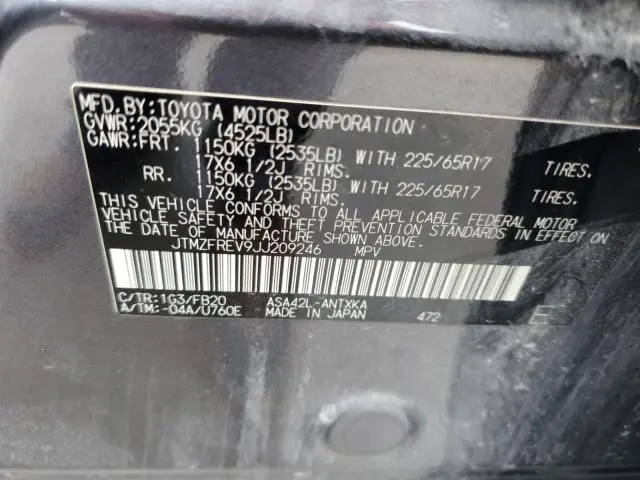 MFD.BY:TOYOTA MOTOR CORPORATION
GVWR:2055KG (4525LB)
GAWR:FRT. 1150KG (2535LB) WITH 225/65R17 TIRES.
17X6 1/2J RIMS.
RR. 1150KG (2535LB) WITH 225/65R17 TIRES.
17X6 1/2J RIMS.
THIS VEHICLE CONFORMS TO ALL APPLICABLE FEDERAL MOTOR
VEHICLE SAFETY AND THEFT PREVENTION STANDARDS IN EFFECT ON
THE DATE OF MANUFACTURE SHOWN ABOVE.
JTMZFREV9JJ209246 MPV
C/TR:1G3/FB20 ASA42L-ANTXKA
A/TM:-04A/U760E MADE IN JAPAN 472 E